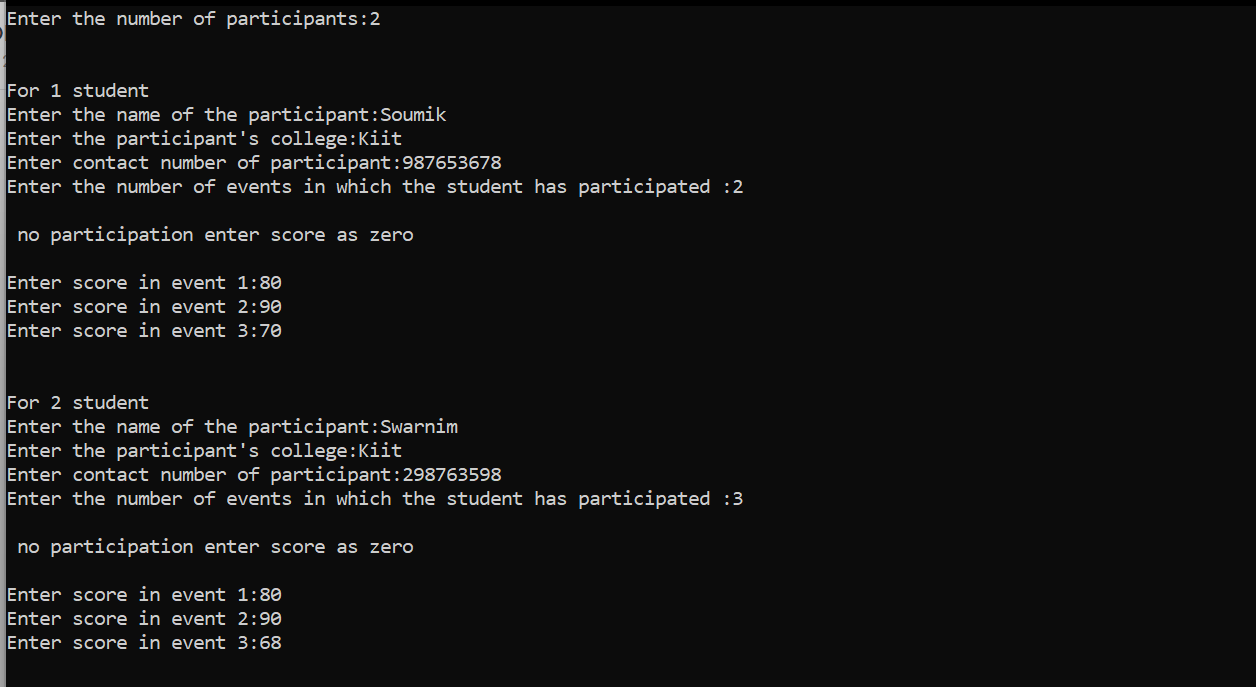 Enter the number of participants:2
For 1 student
Enter the name of the participant:Soumik
Enter the participant's college:Kiit
Enter contact number of participant:987653678
Enter the number of events in which the student has participated :2
no participation enter score as zero
Enter score in event 1:80
Enter score in event 2:90
Enter score in event 3:70
For 2 student
Enter the name of the participant:Swarnim
Enter the participant's college:Kiit
Enter contact number of participant:298763598
Enter the number of events in which the student has participated :3
no participation enter score as zero
Enter score in event 1:80
Enter score in event 2:90
Enter score in event 3:68